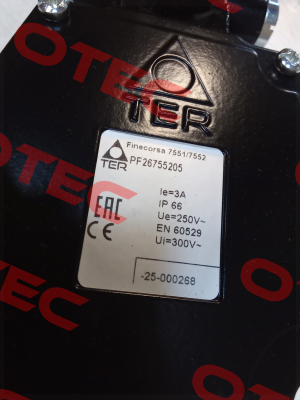 OTEC
TER
Finecorsa 7551/7552
TER
PF26755205
Ie=3A
IP 66
Ue=250V~
EN 60529
Ui=300V~
EAC
CE
-25-000268
OTEC
OTEC
OTEC